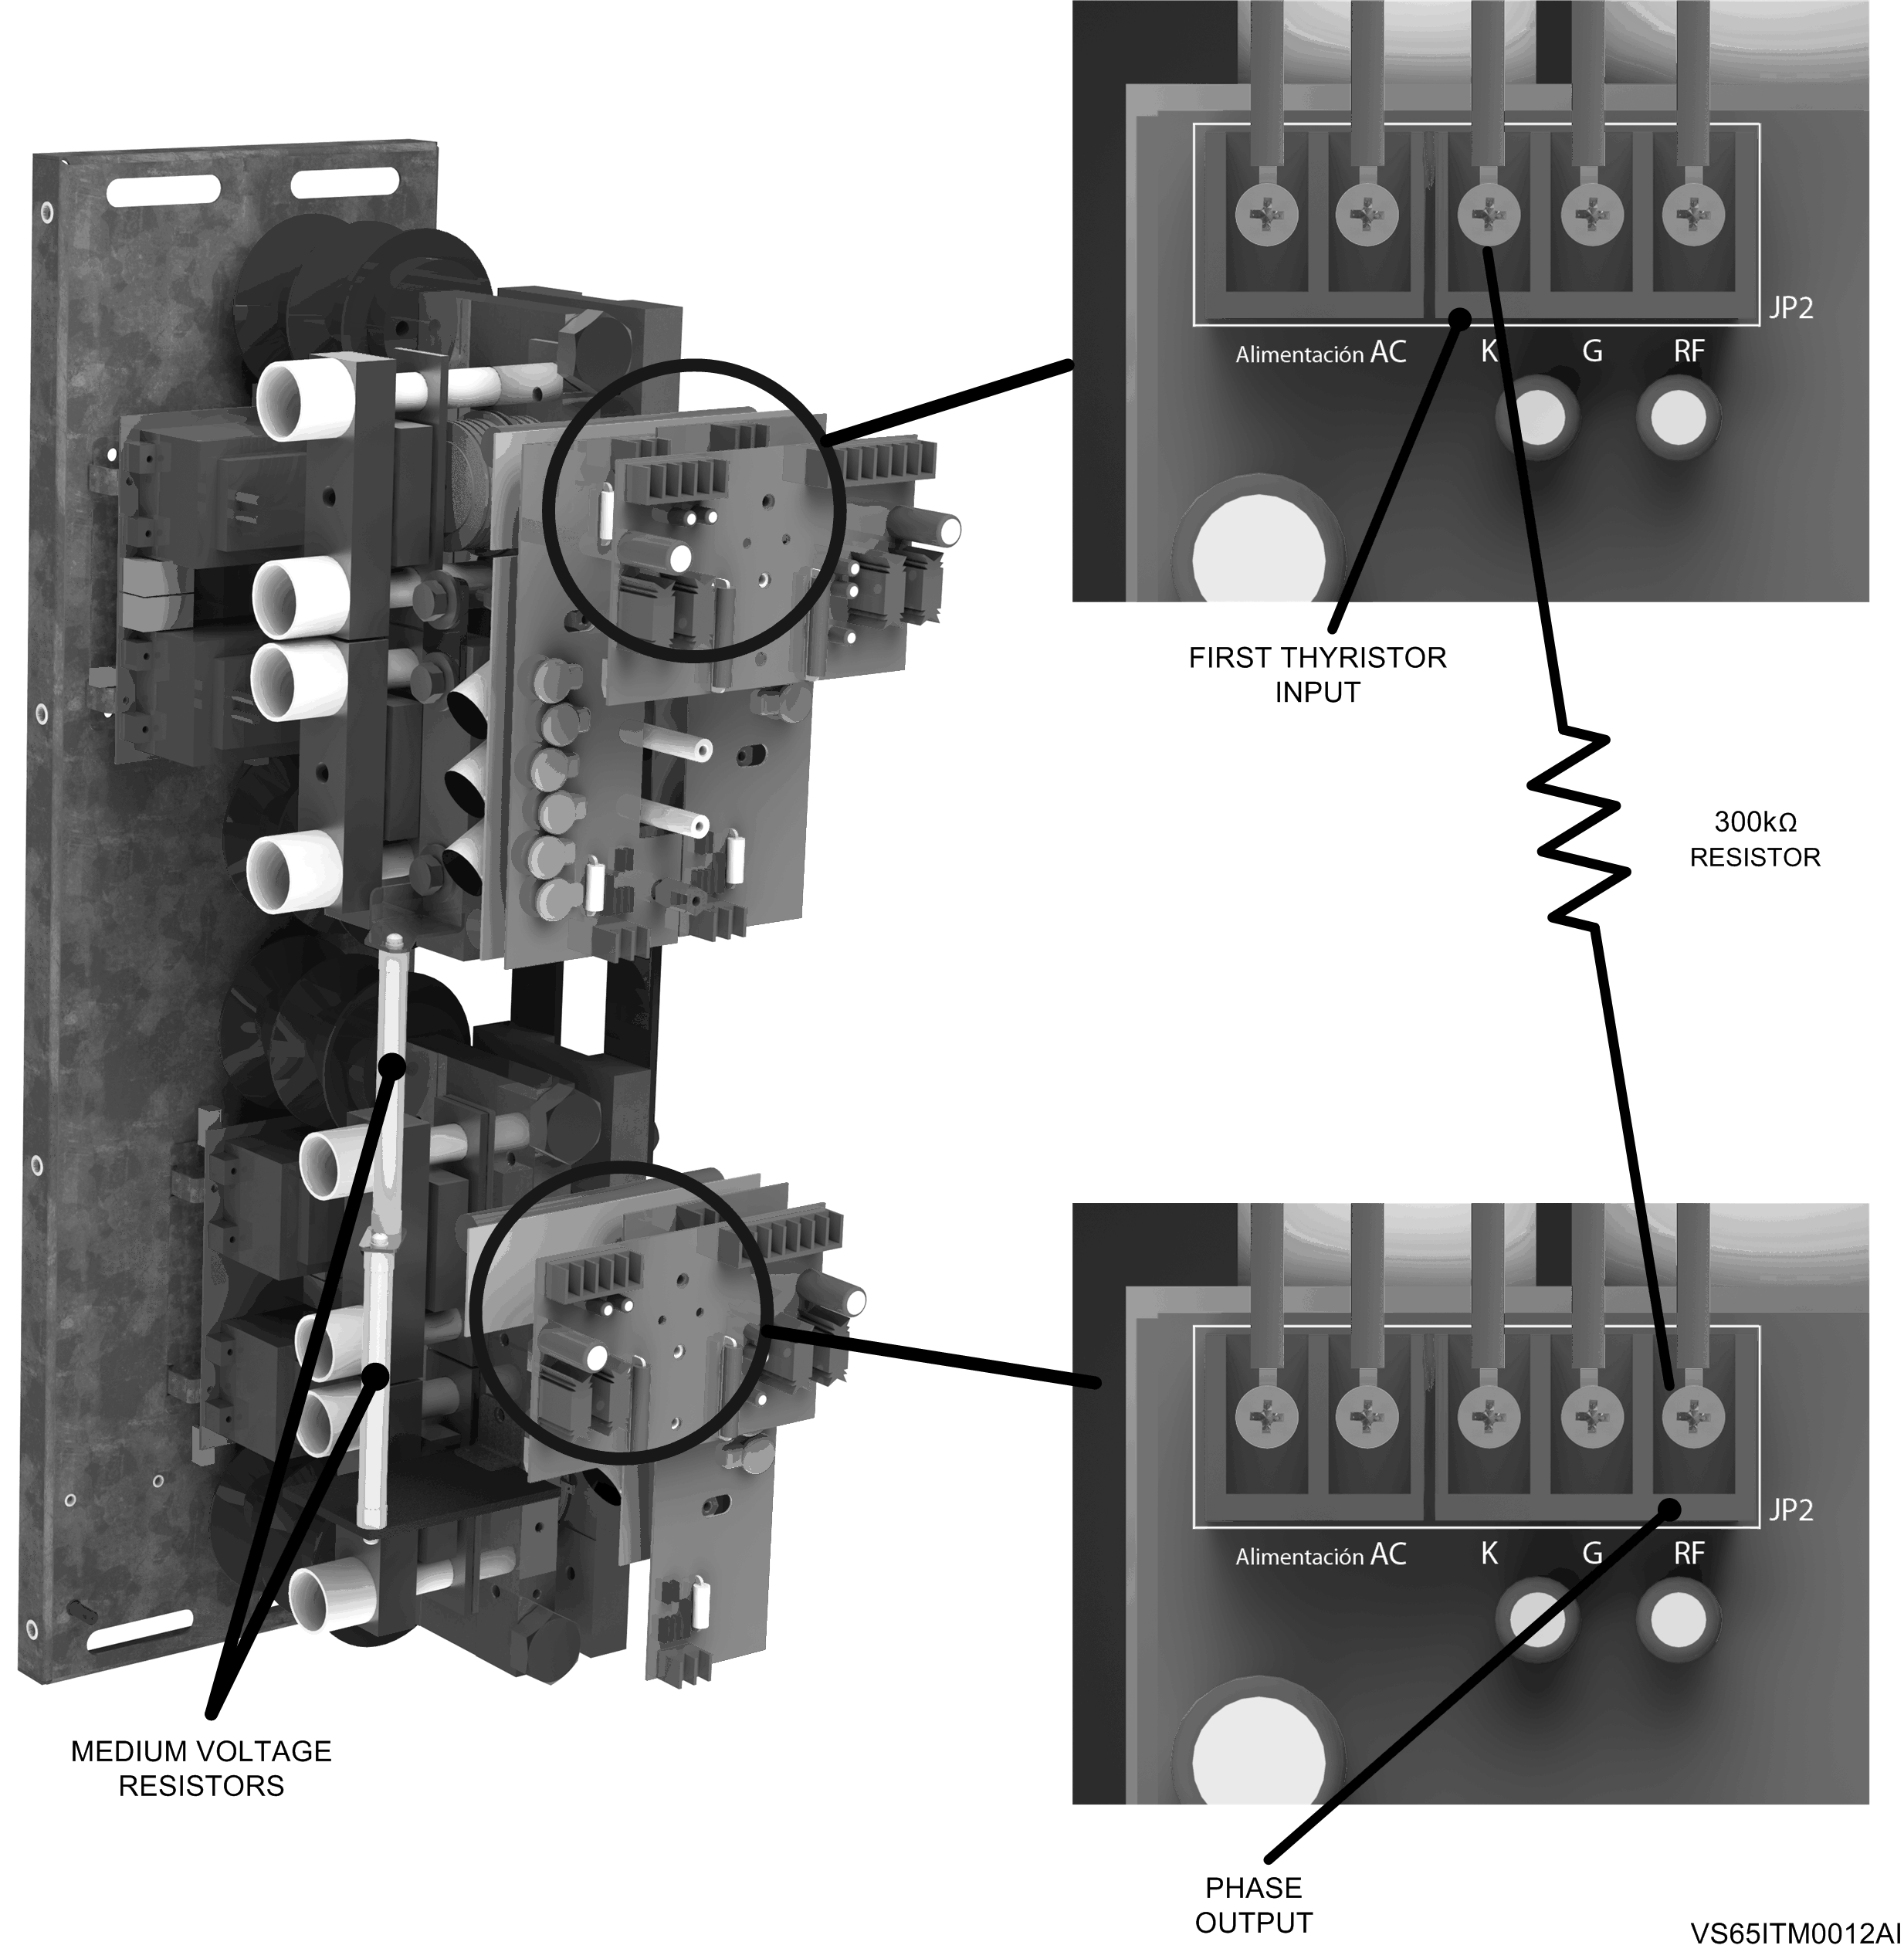 JP2
Alimentación AC K G RF
FIRST THYRISTOR
INPUT
300kΩ
RESISTOR
JP2
Alimentación AC K G RF
MEDIUM VOLTAGE
RESISTORS
PHASE
OUTPUT
VS65ITM0012AI